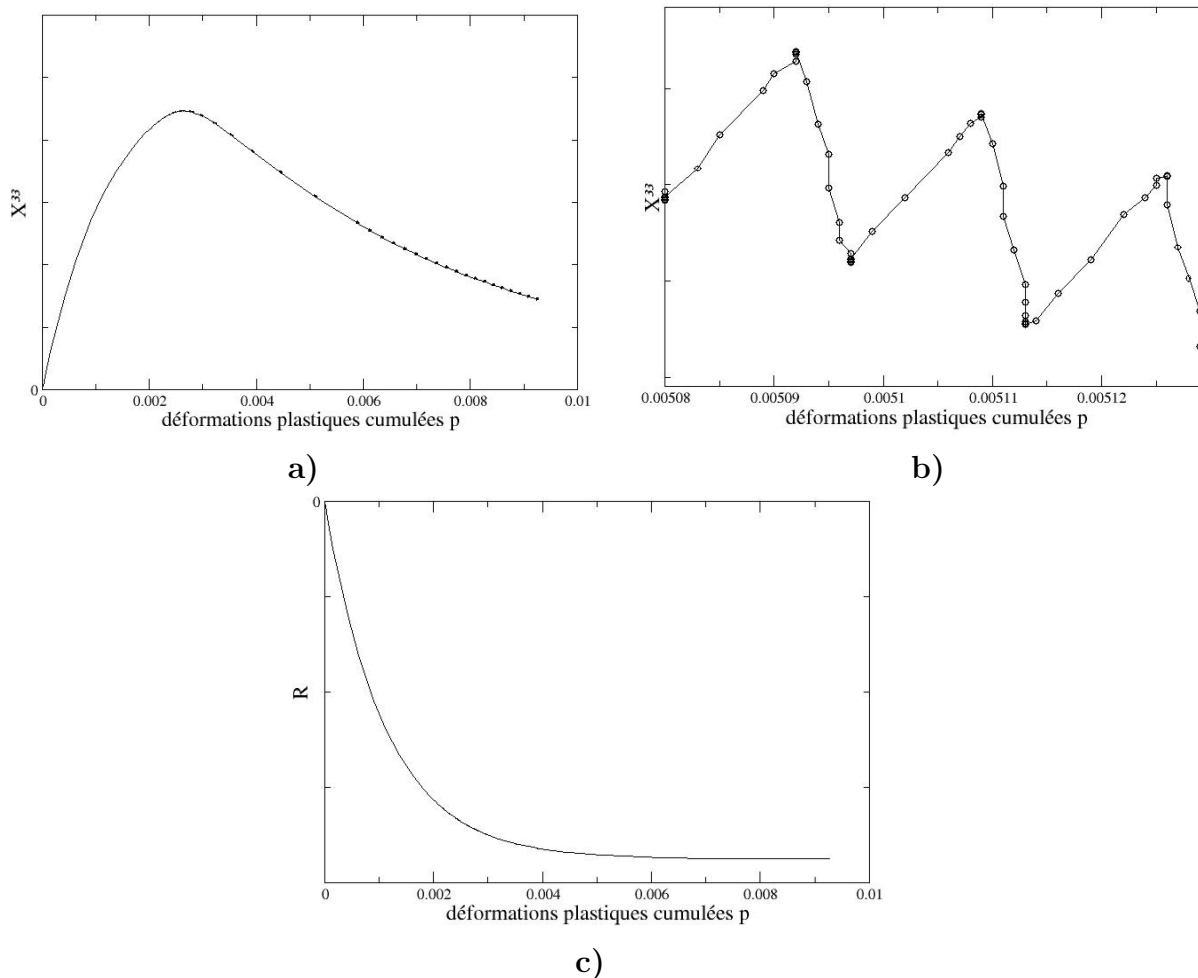 X³³
0
0 0.002 0.004 0.006 0.008 0.01
déformations plastiques cumulées p
a)
X³³
0.00508 0.00509 0.0051 0.00511 0.00512
déformations plastiques cumulées p
b)
0
R
0 0.002 0.004 0.006 0.008 0.01
déformations plastiques cumulées p
c)